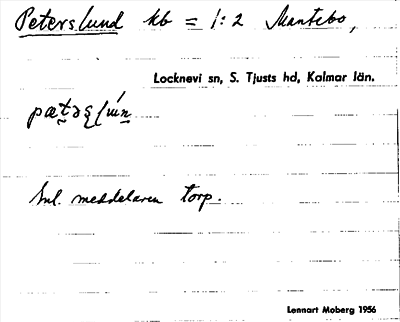 Peterslund kb = 1:2 Mantebo,
Locknevi sn, S. Tjusts hd, Kalmar län.
Enl. meddelaren torp.
Lennart Moberg 1956